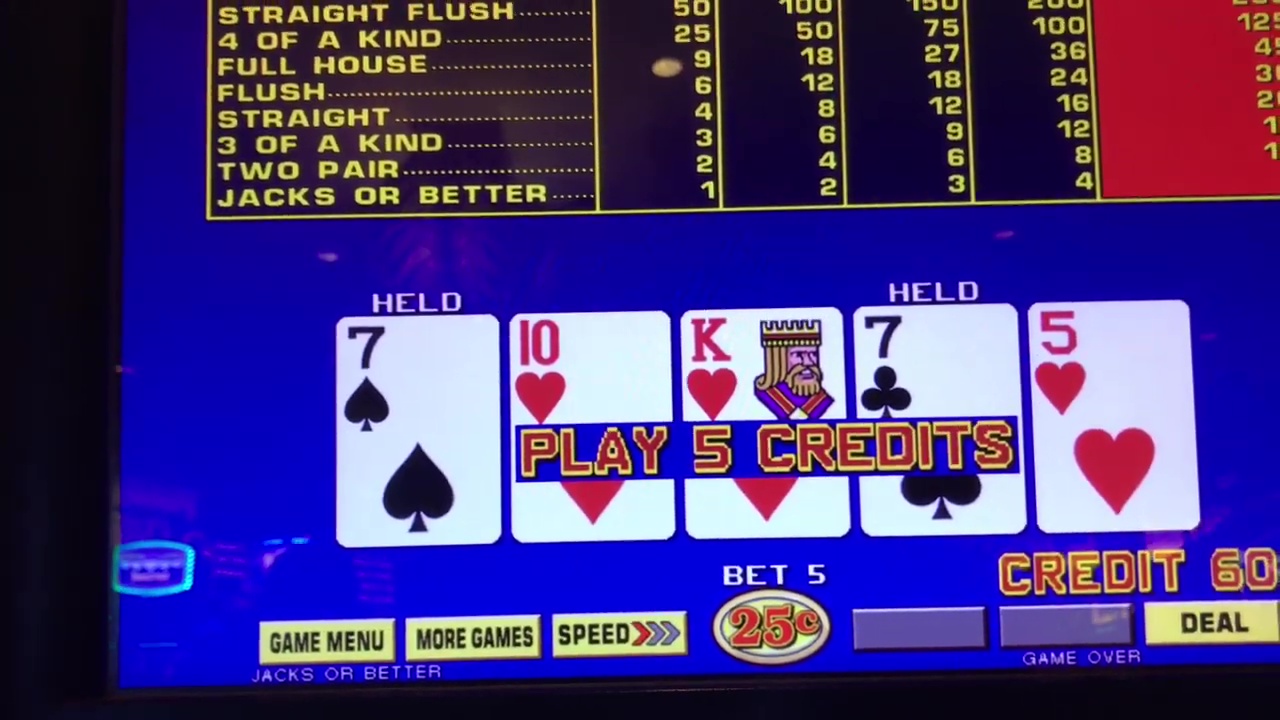 STRAIGHT FLUSH 50 100 150 200
4 OF A KIND 25 50 75 100
FULL HOUSE 9 18 27 36
FLUSH 6 12 18 24
STRAIGHT 4 8 12 16
3 OF A KIND 3 6 9 12
TWO PAIR 2 4 6 8
JACKS OR BETTER 1 2 3 4
HELD HELD
7 10 K 7 5
PLAY 5 CREDITS
BET 5
CREDIT 60
25¢
GAME MENU MORE GAMES SPEED DEAL
JACKS OR BETTER GAME OVER